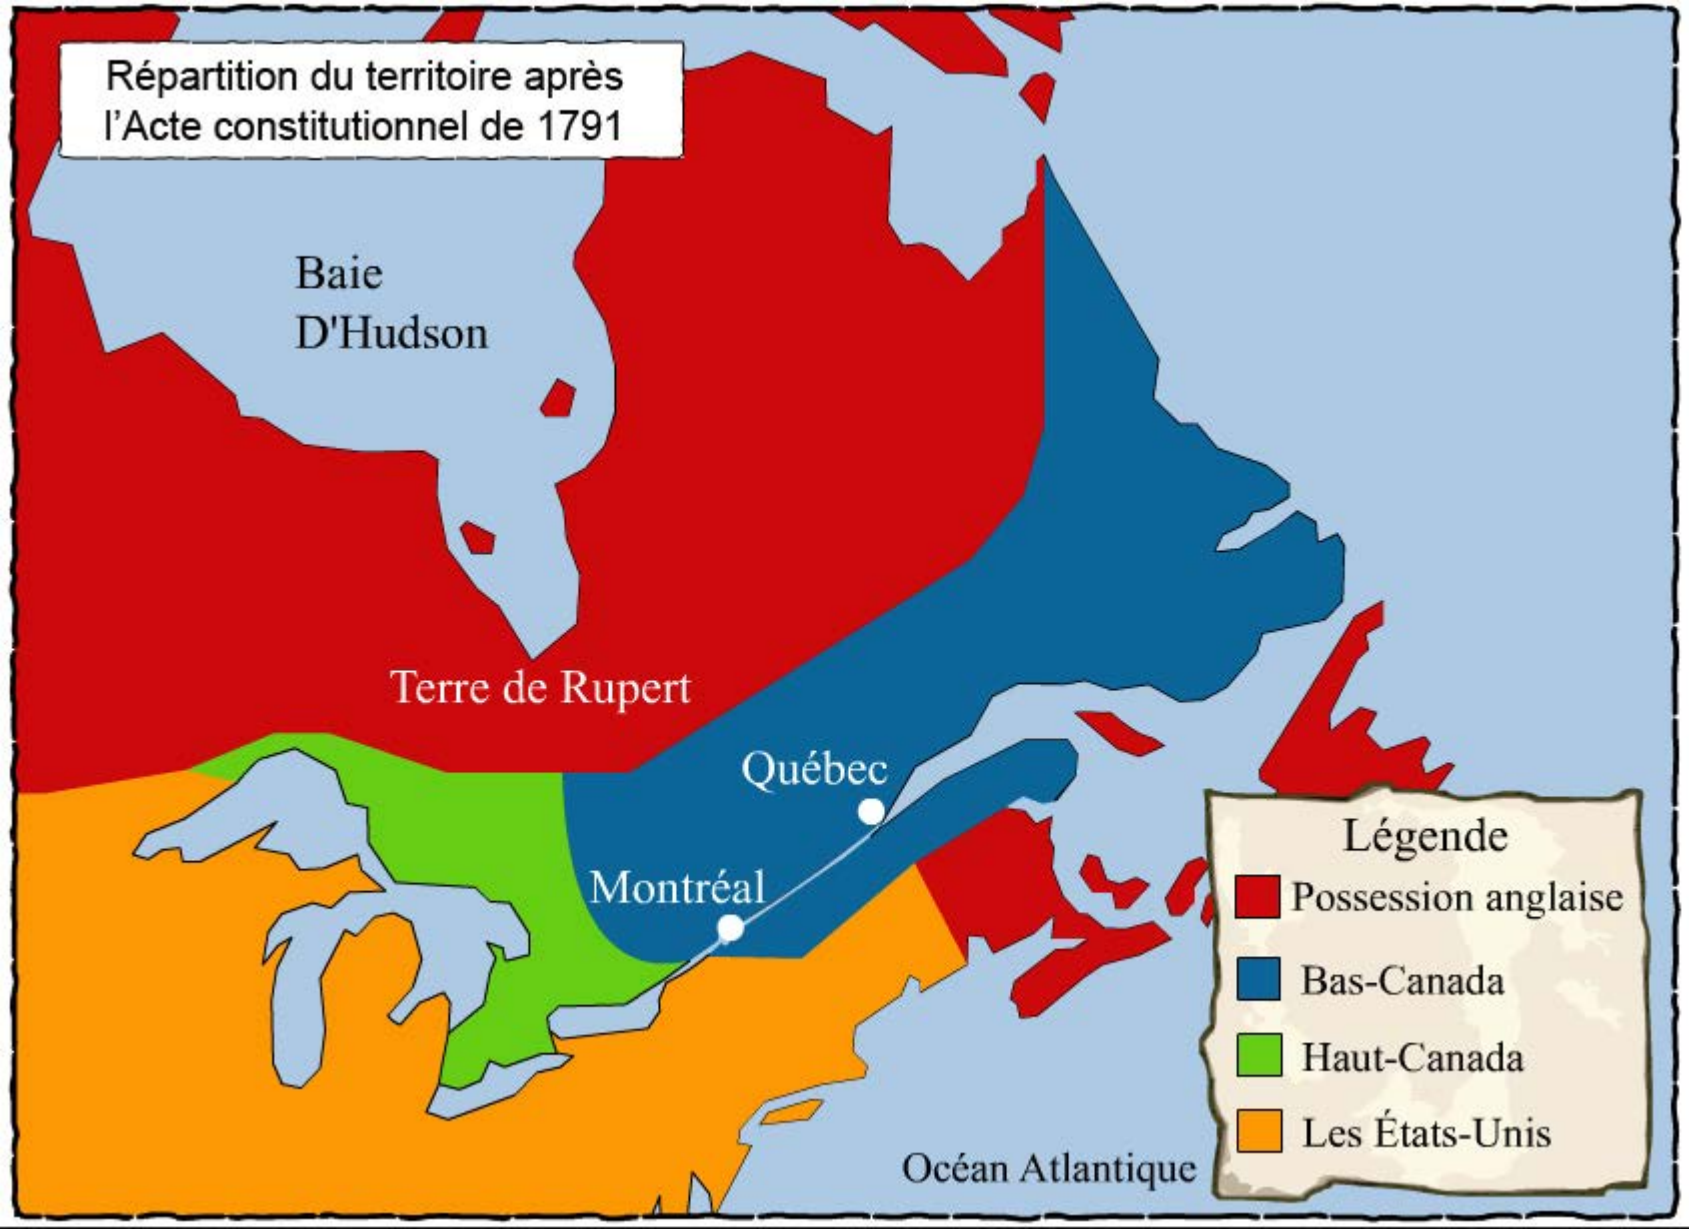 Répartition du territoire après
l'Acte constitutionnel de 1791
Baie
D'Hudson
Terre de Rupert
Québec
Montréal
Légende
Possession anglaise
Bas-Canada
Haut-Canada
Les États-Unis
Océan Atlantique